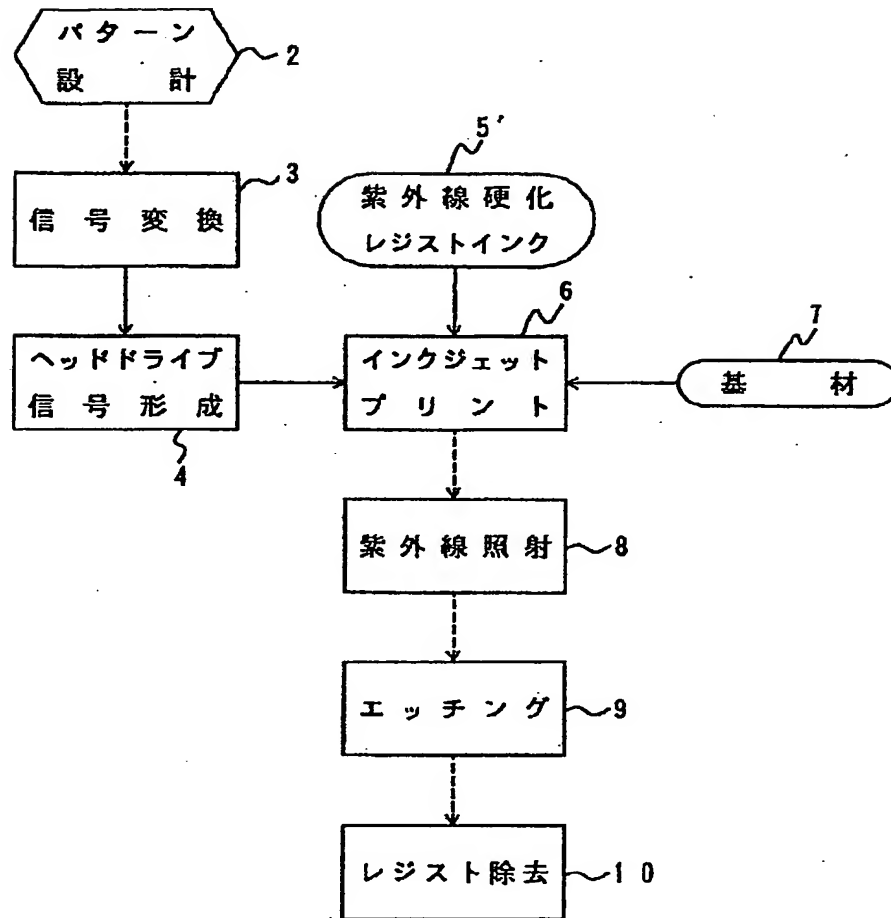 パターン
設計
2
信号変換
3
紫外線硬化
レジストインク
5'
ヘッドドライブ
信号形成
4
インクジェット
プリント
6
基材
7
紫外線照射
8
エッチング
9
レジスト除去
10